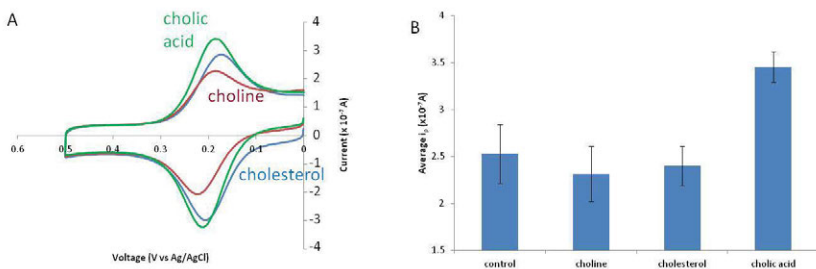 A
cholic
acid
choline
cholesterol
4
3
2
1
0
-1
-2
-3
-4
0.6
0.5
0.4
0.3
0.2
0.1
0
Current (x 10⁻⁷ A)
Voltage (V vs Ag/AgCl)
B
4
3.5
3
2.5
2
1.5
Average iₚ (x10⁻⁷A)
control
choline
cholesterol
cholic acid